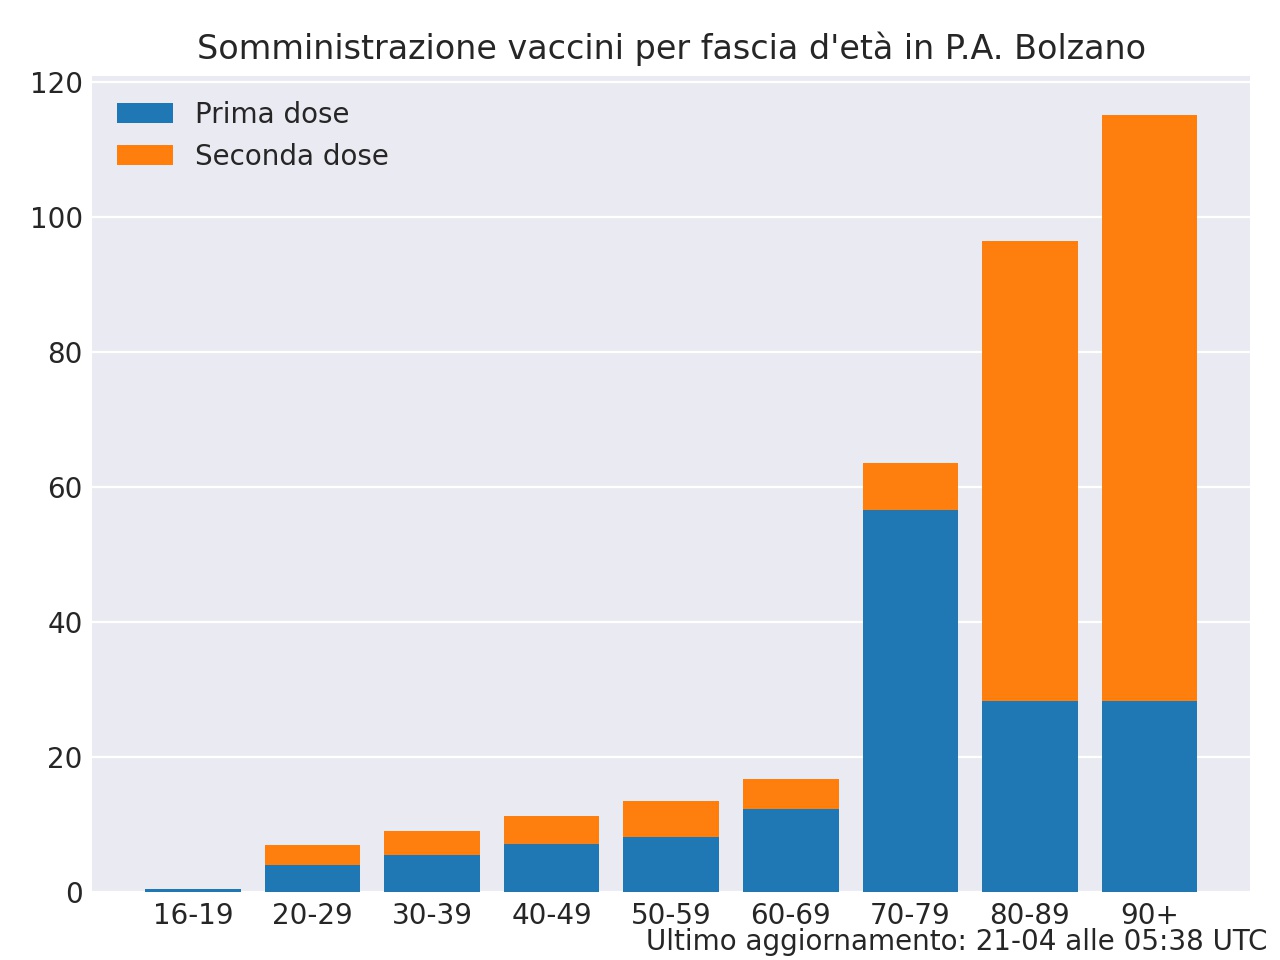 Somministrazione vaccini per fascia d'età in P.A. Bolzano
120
Prima dose
Seconda dose
100
80
60
40
20
0
16-19 20-29 30-39 40-49 50-59 60-69 70-79 80-89 90+
Ultimo aggiornamento: 21-04 alle 05:38 UTC